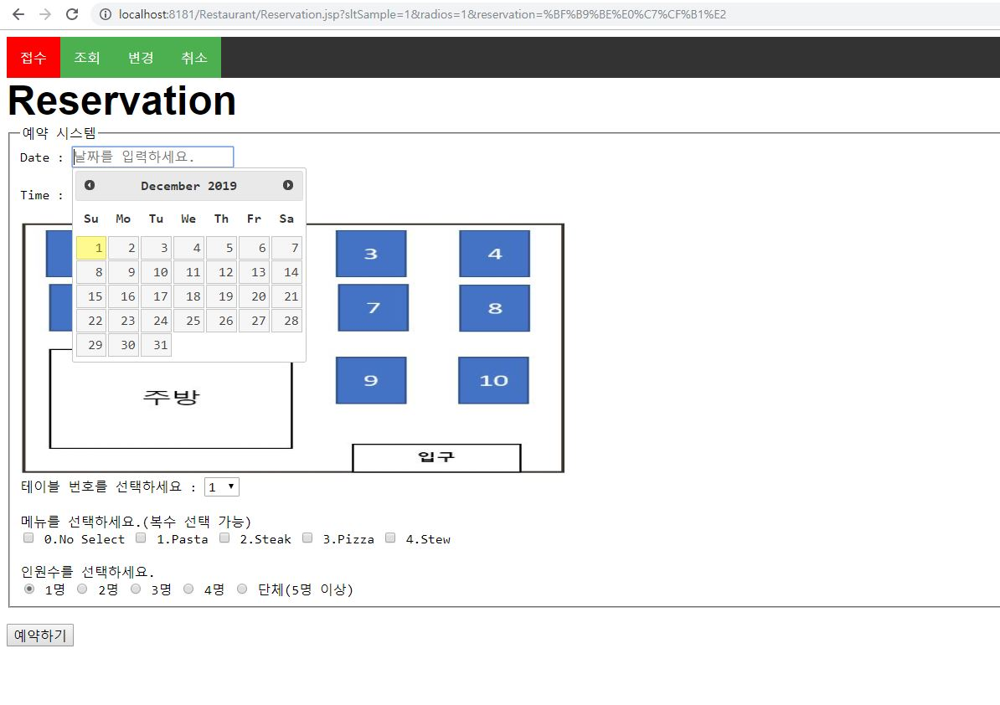 localhost:8181/Restaurant/Reservation.jsp?sltSample=1&radios=1&reservation=%BF%B9%BE%E0%C7%CF%B1%E2
접수 조회 변경 취소
Reservation
예약 시스템
Date : 날짜를 입력하세요.
December 2019
Time :
Su Mo Tu We Th Fr Sa
1 2 3 4 5 6 7
8 9 10 11 12 13 14
15 16 17 18 19 20 21
22 23 24 25 26 27 28
29 30 31
3 4
7 8
9 10
주방
입구
테이블 번호를 선택하세요 : 1
메뉴를 선택하세요.(복수 선택 가능)
0.No Select 1.Pasta 2.Steak 3.Pizza 4.Stew
인원수를 선택하세요.
1명 2명 3명 4명 단체(5명 이상)
예약하기